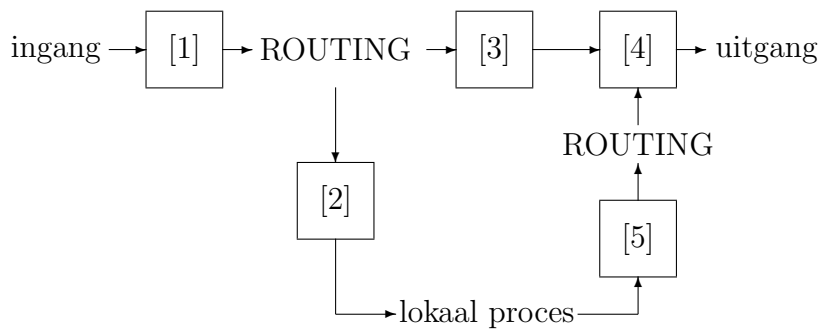 ingang [1] ROUTING [3] [4] uitgang
ROUTING
[2]
[5]
lokaal proces